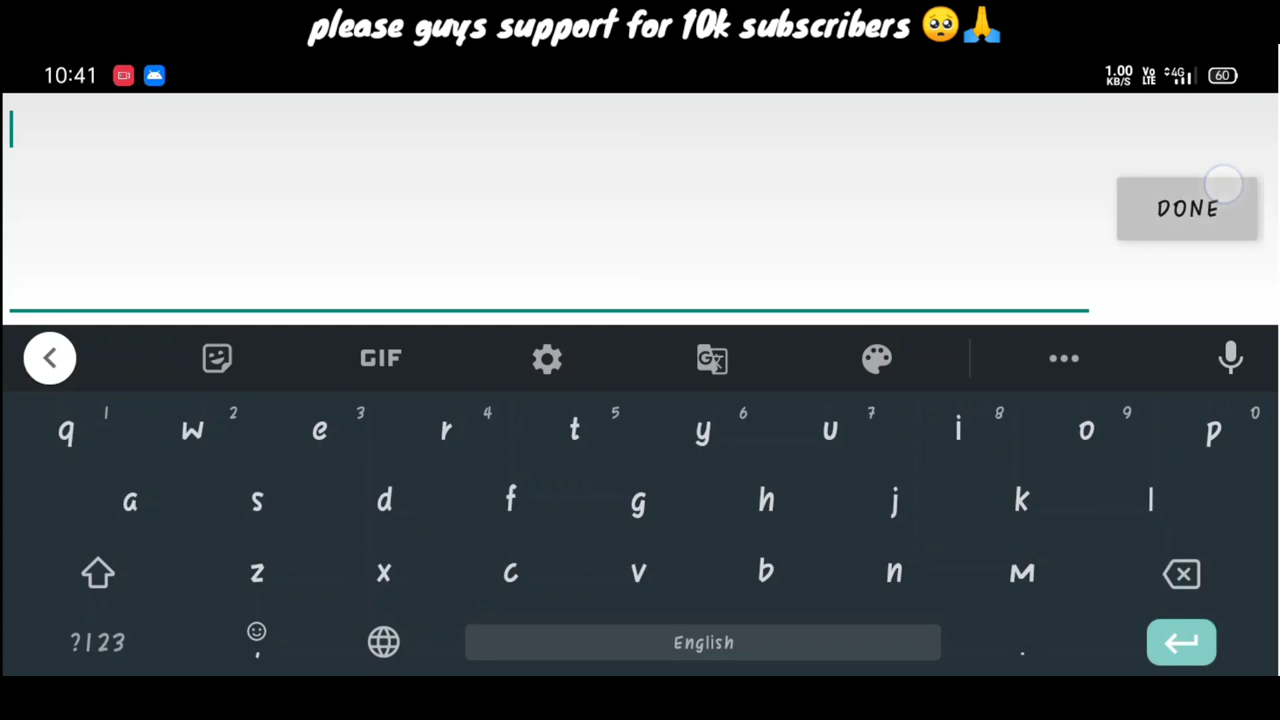 please guys support for 10k subscribers 🥺🙏
10:41 1.00 KB/S Vo LTE 4G 60
DONE
GIF
q 1 w 2 e 3 r 4 t 5 y 6 u 7 i 8 o 9 p 0
a s d f g h j k l
z x c v b n m
?123 , English .